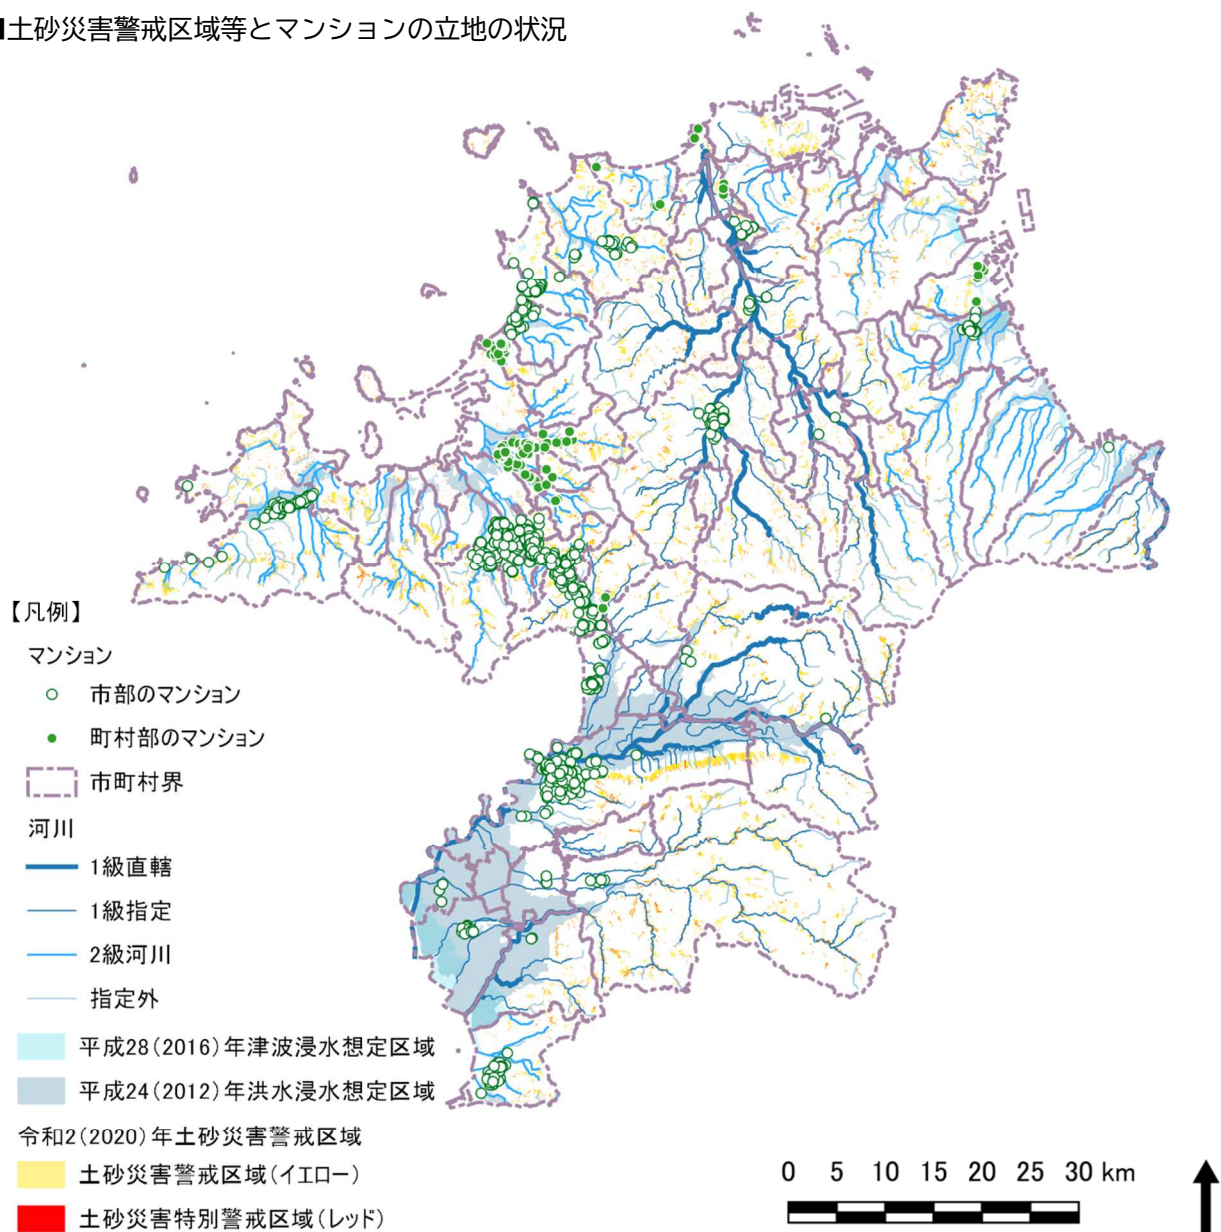 ■土砂災害警戒区域等とマンションの立地の状況
【凡例】
マンション
市部のマンション
町村部のマンション
市町村界
河川
1級直轄
1級指定
2級河川
指定外
平成28(2016)年津波浸水想定区域
平成24(2012)年洪水浸水想定区域
令和2(2020)年土砂災害警戒区域
土砂災害警戒区域(イエロー)
土砂災害特別警戒区域(レッド)
0 5 10 15 20 25 30 km